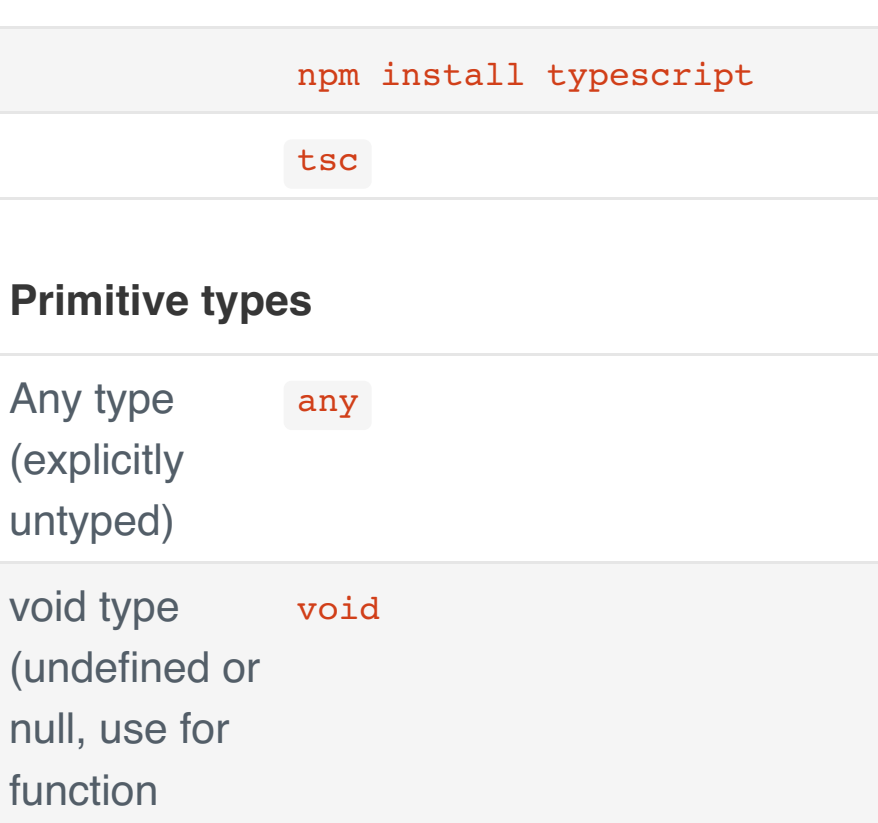 npm install typescript
tsc
Primitive types
Any type any
(explicitly
untyped)
void type void
(undefined or
null, use for
function